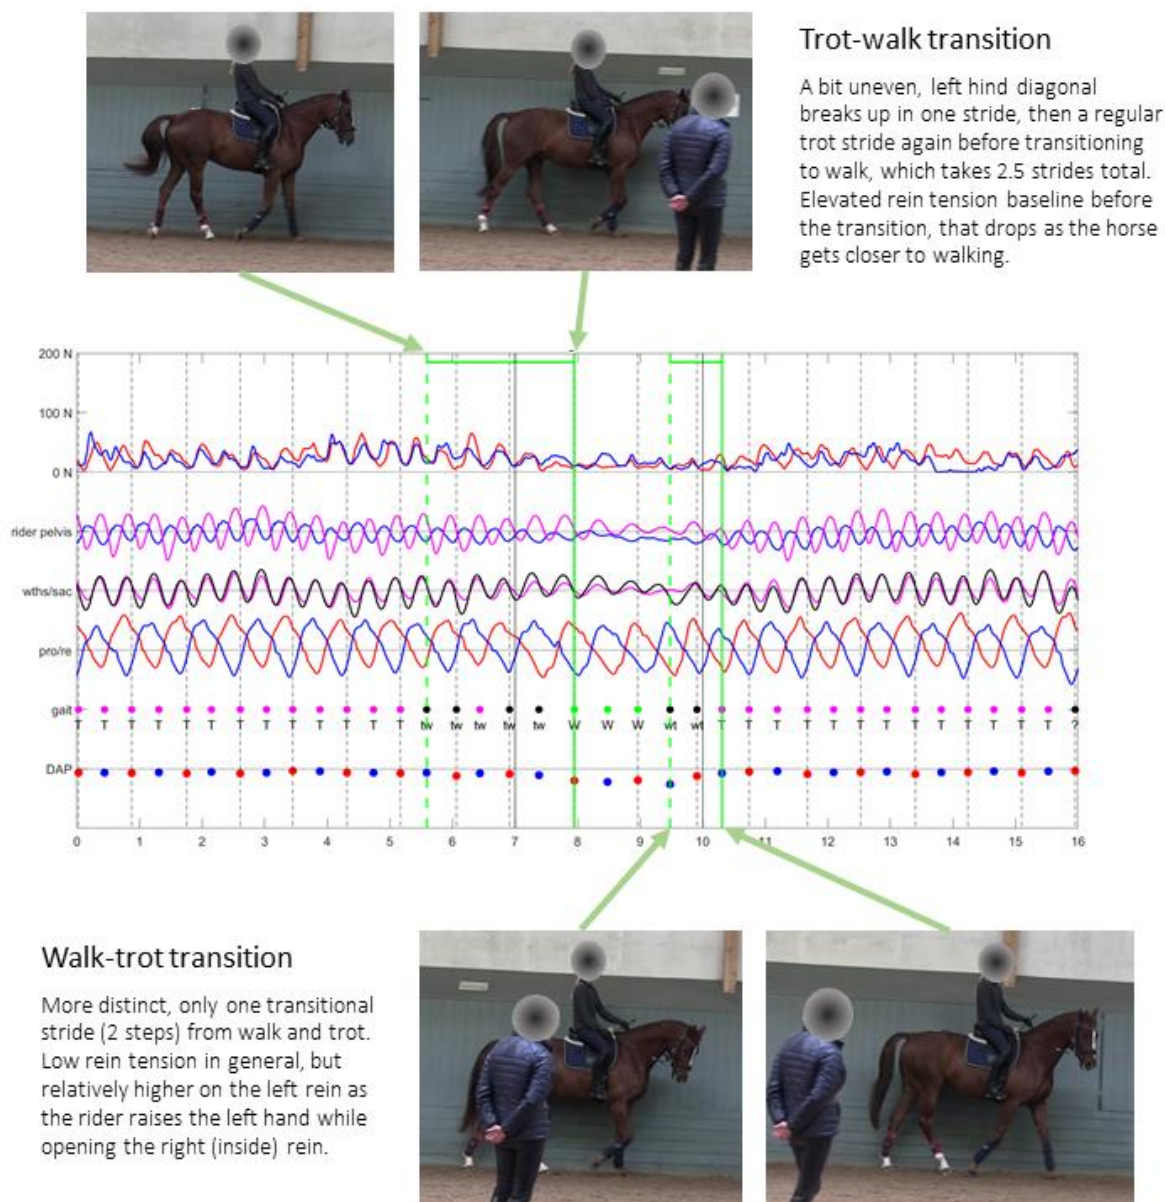 Trot-walk transition
A bit uneven, left hind diagonal
breaks up in one stride, then a regular
trot stride again before transitioning
to walk, which takes 2.5 strides total.
Elevated rein tension baseline before
the transition, that drops as the horse
gets closer to walking.
200 N
100 N
0 N
rider pelvis
wths/sac
pro/re
gait
T T T T T T T T T T T T T tw tw tw tw tw W W W wt wt T T T T T T T T T T T T T ?
DAP
0 1 2 3 4 5 6 7 8 9 10 11 12 13 14 15 16
Walk-trot transition
More distinct, only one transitional
stride (2 steps) from walk and trot.
Low rein tension in general, but
relatively higher on the left rein as
the rider raises the left hand while
opening the right (inside) rein.